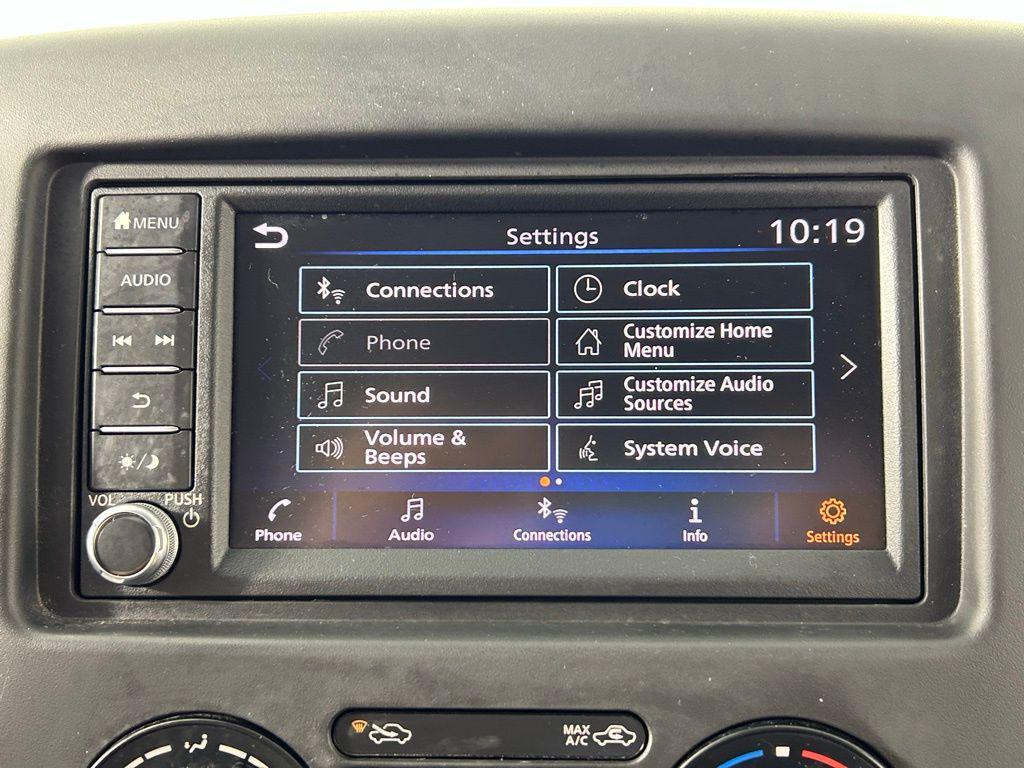 MENU
AUDIO
VOL
PUSH
Settings
10:19
Connections
Clock
Phone
Customize Home
Menu
Sound
Customize Audio
Sources
Volume &
Beeps
System Voice
Phone
Audio
Connections
Info
Settings
MAX
A/C